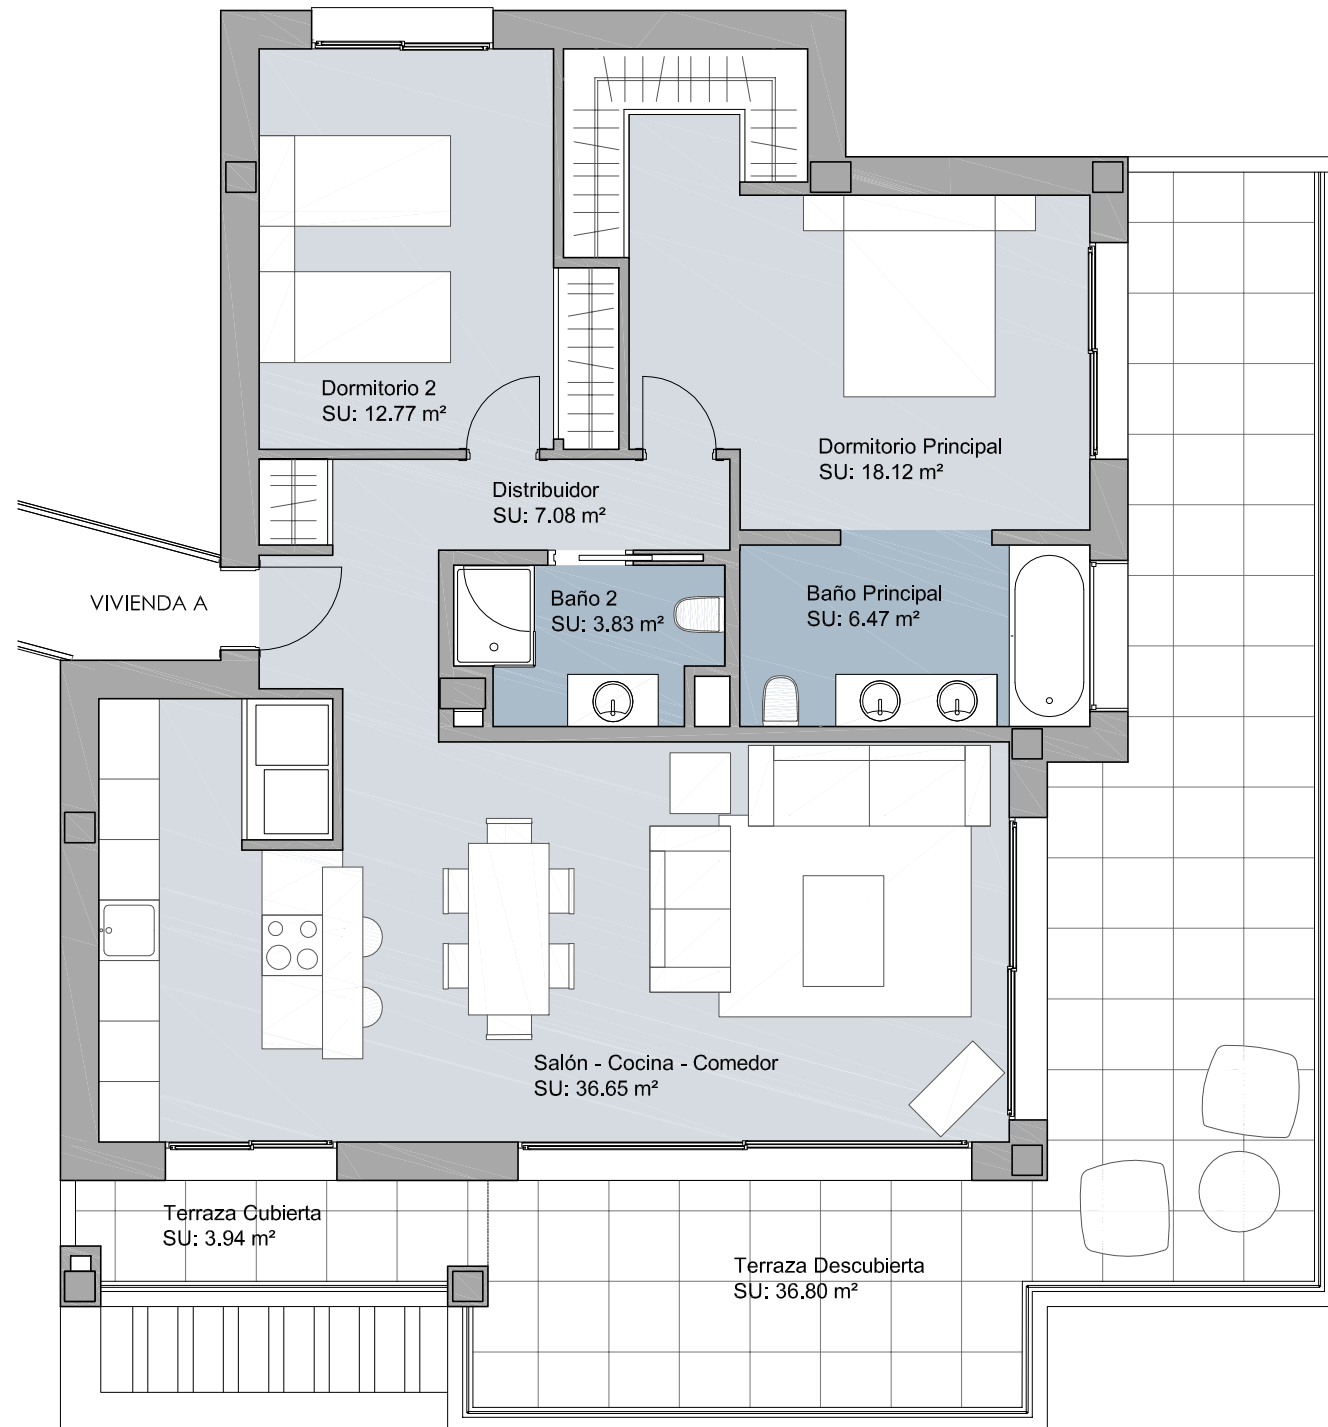 Dormitorio 2
SU: 12.77 m²
Dormitorio Principal
SU: 18.12 m²
Distribuidor
SU: 7.08 m²
VIVIENDA A
Baño 2
SU: 3.83 m²
Baño Principal
SU: 6.47 m²
Salón - Cocina - Comedor
SU: 36.65 m²
Terraza Cubierta
SU: 3.94 m²
Terraza Descubierta
SU: 36.80 m²